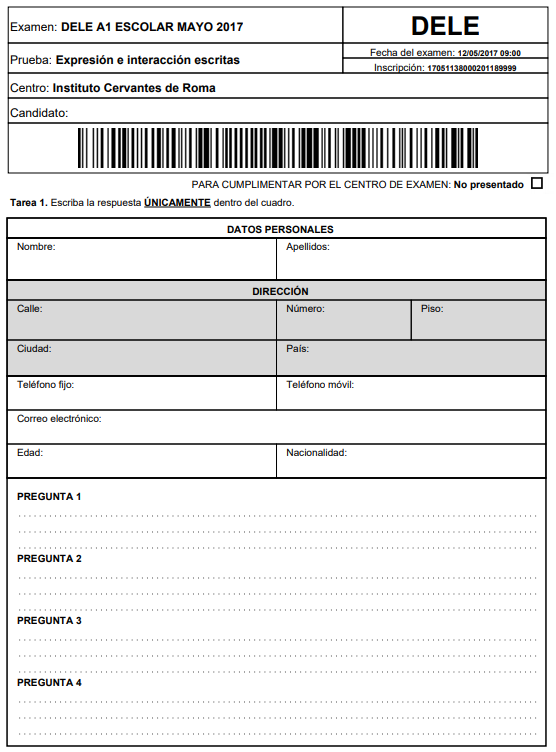 Examen: DELE A1 ESCOLAR MAYO 2017
DELE
Fecha del examen: 12/05/2017 09:00
Prueba: Expresión e interacción escritas
Inscripción: 17051138000201189999
Centro: Instituto Cervantes de Roma
Candidato:
PARA CUMPLIMENTAR POR EL CENTRO DE EXAMEN: No presentado
Tarea 1. Escriba la respuesta ÚNICAMENTE dentro del cuadro.
DATOS PERSONALES
Nombre: Apellidos:
DIRECCIÓN
Calle: Número: Piso:
Ciudad: País:
Teléfono fijo: Teléfono móvil:
Correo electrónico:
Edad: Nacionalidad:
PREGUNTA 1
PREGUNTA 2
PREGUNTA 3
PREGUNTA 4